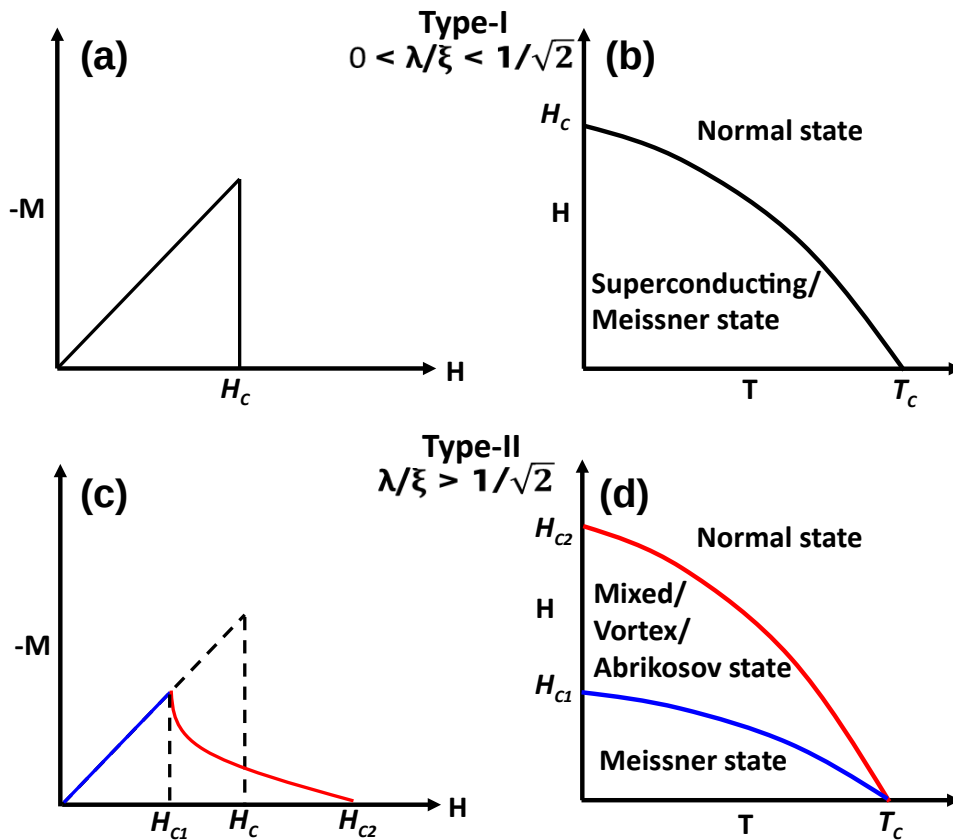 Type-I
0 < λ/ξ < 1/√2
(a)
-M
H
H_C
(b)
H_C
Normal state
H
Superconducting/
Meissner state
T
T_C
Type-II
λ/ξ > 1/√2
(c)
-M
H
H_C1
H_C
H_C2
(d)
H_C2
Normal state
H
Mixed/
Vortex/
Abrikosov state
H_C1
Meissner state
T
T_C